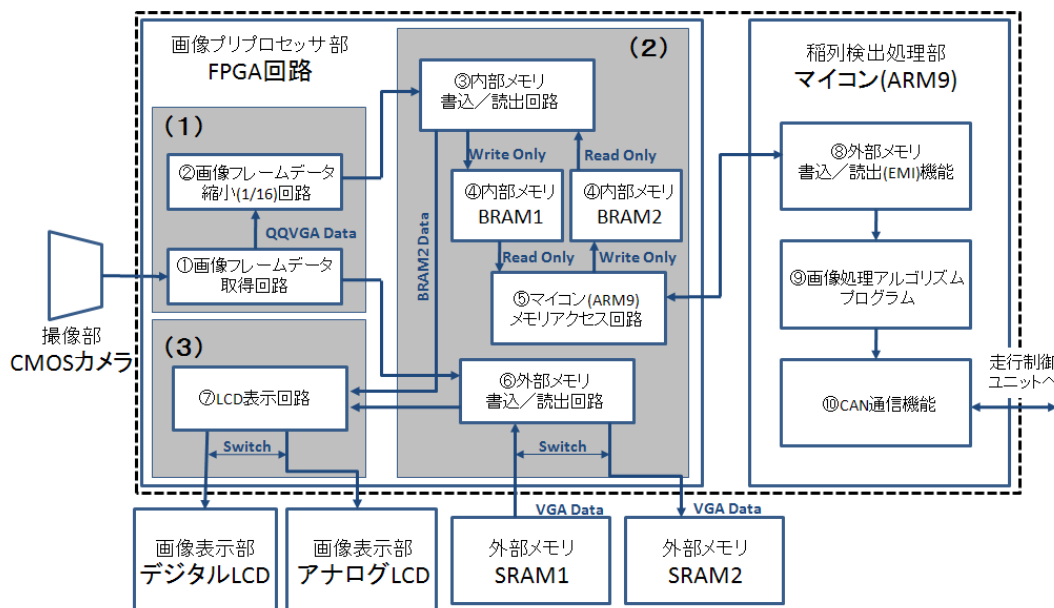 画像プリプロセッサ部
FPGA回路
(1)
②画像フレームデータ
縮小(1/16)回路
QQVGA Data
①画像フレームデータ
取得回路
撮像部
CMOSカメラ
(2)
③内部メモリ
書込/読出回路
Write Only
Read Only
④内部メモリ
BRAM1
④内部メモリ
BRAM2
Read Only
Write Only
BRAM2 Data
⑤マイコン(ARM9)
メモリアクセス回路
⑥外部メモリ
書込/読出回路
Switch
(3)
⑦LCD表示回路
Switch
稲列検出処理部
マイコン(ARM9)
⑧外部メモリ
書込/読出(EMI)機能
⑨画像処理アルゴリズム
プログラム
⑩CAN通信機能
走行制御
ユニットへ
VGA Data
VGA Data
画像表示部
デジタルLCD
画像表示部
アナログLCD
外部メモリ
SRAM1
外部メモリ
SRAM2